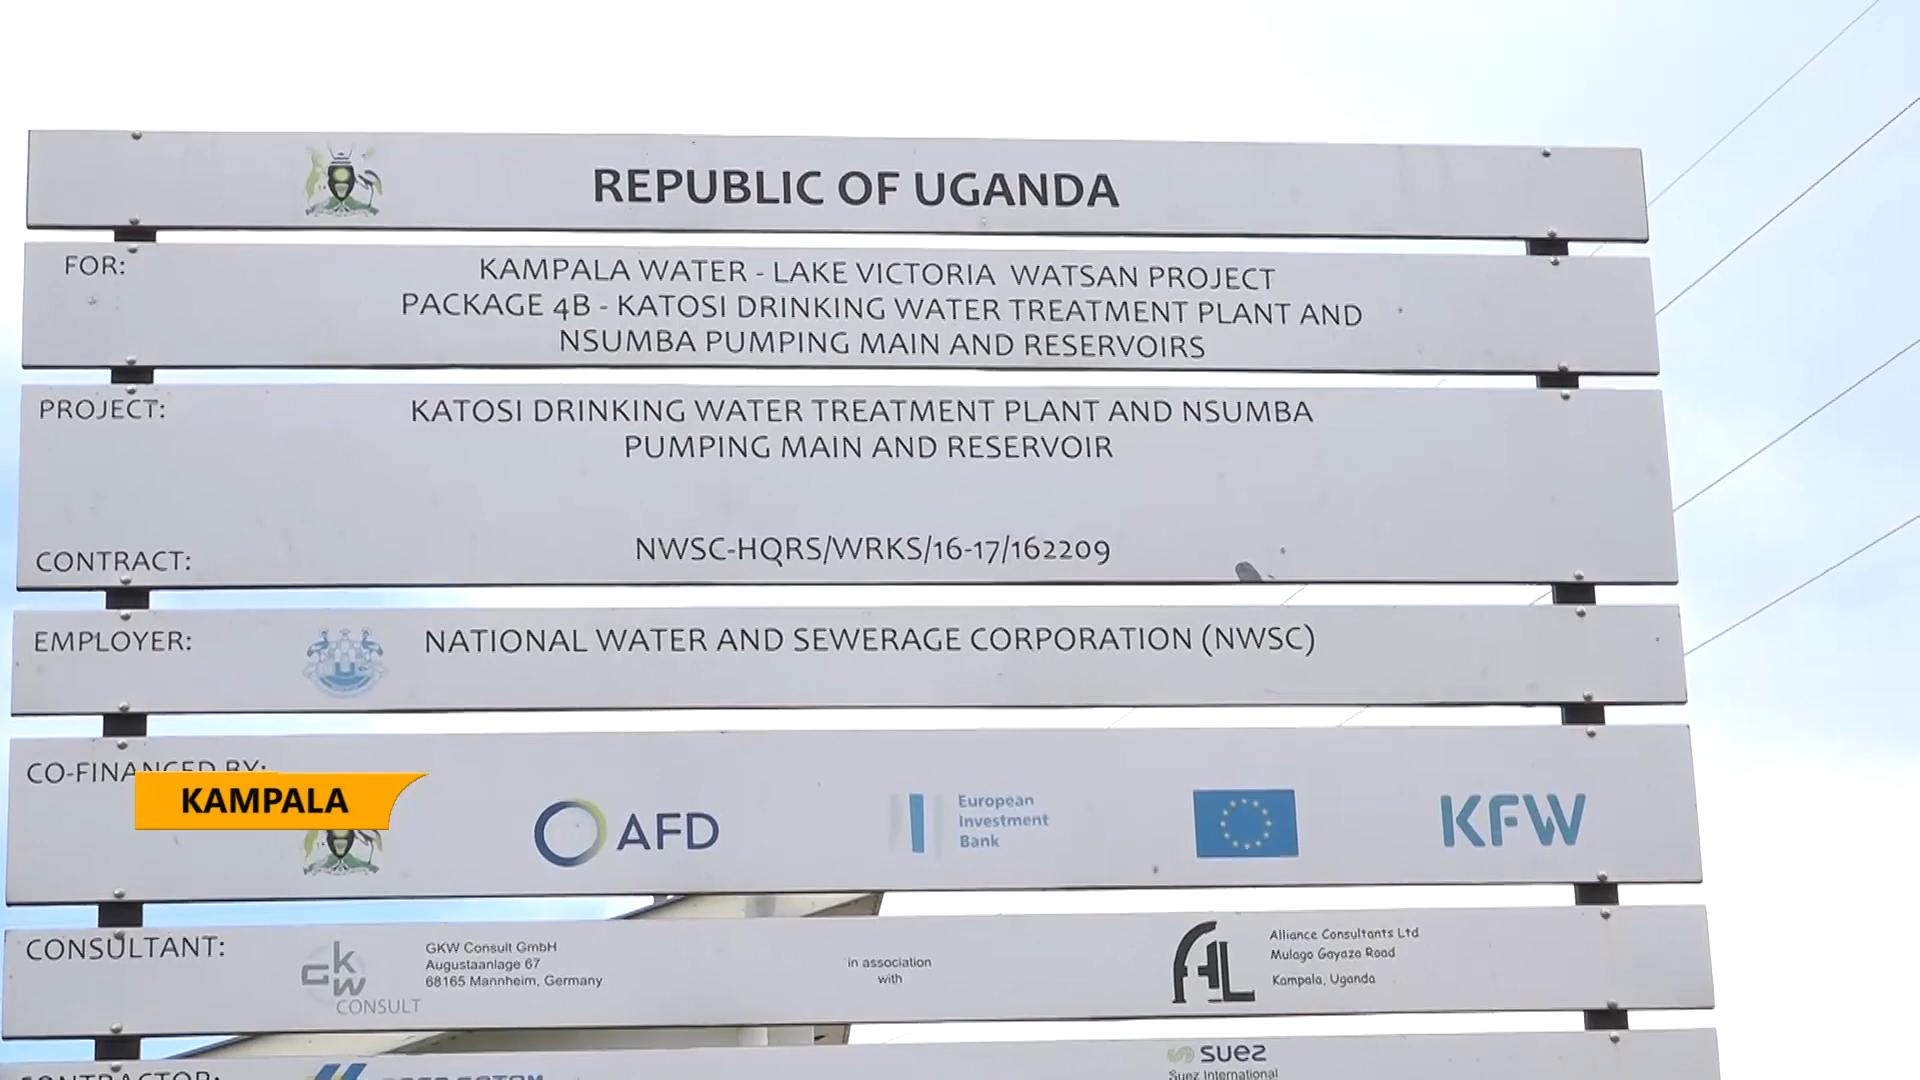 REPUBLIC OF UGANDA
FOR:
KAMPALA WATER - LAKE VICTORIA WATSAN PROJECT
PACKAGE 4B - KATOSI DRINKING WATER TREATMENT PLANT AND
NSUMBA PUMPING MAIN AND RESERVOIRS
PROJECT:
KATOSI DRINKING WATER TREATMENT PLANT AND NSUMBA
PUMPING MAIN AND RESERVOIR
CONTRACT:
NWSC-HQRS/WRKS/16-17/162209
EMPLOYER:
NATIONAL WATER AND SEWERAGE CORPORATION (NWSC)
CO-FINANCED BY:
KAMPALA
AFD
European
Investment
Bank
KFW
CONSULTANT:
GKW
CONSULT
GKW Consult GmbH
Augustaanlage 67
68165 Mannheim, Germany
in association
with
AL
Alliance Consultants Ltd
Mulago Gayaza Road
Kampala, Uganda
CONTRACTOR:
suez
Suez International